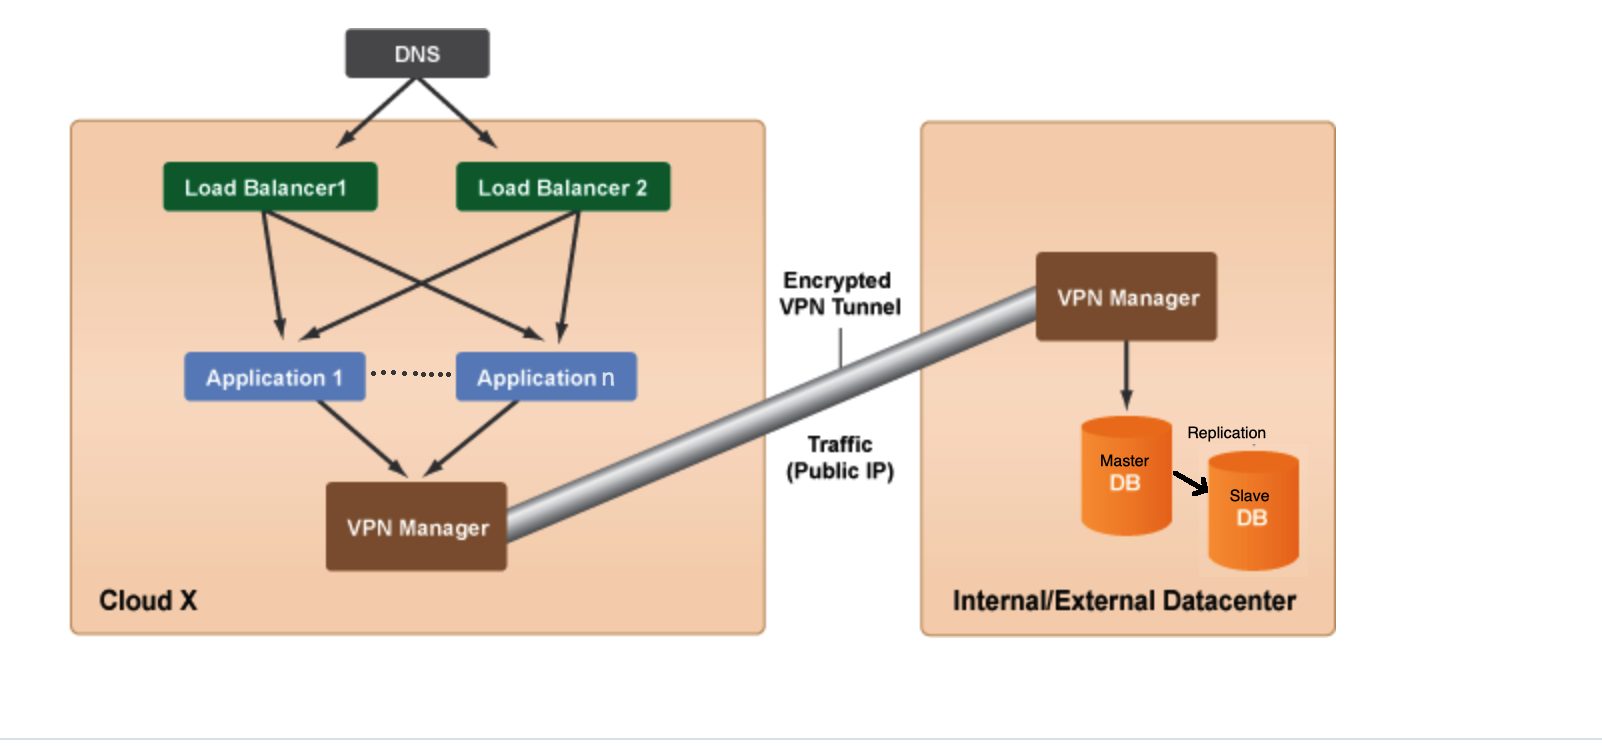 DNS
Load Balancer1
Load Balancer 2
Encrypted
VPN Tunnel
VPN Manager
Application 1
Application n
Traffic
(Public IP)
Replication
Master
DB
Slave
DB
VPN Manager
Cloud X
Internal/External Datacenter